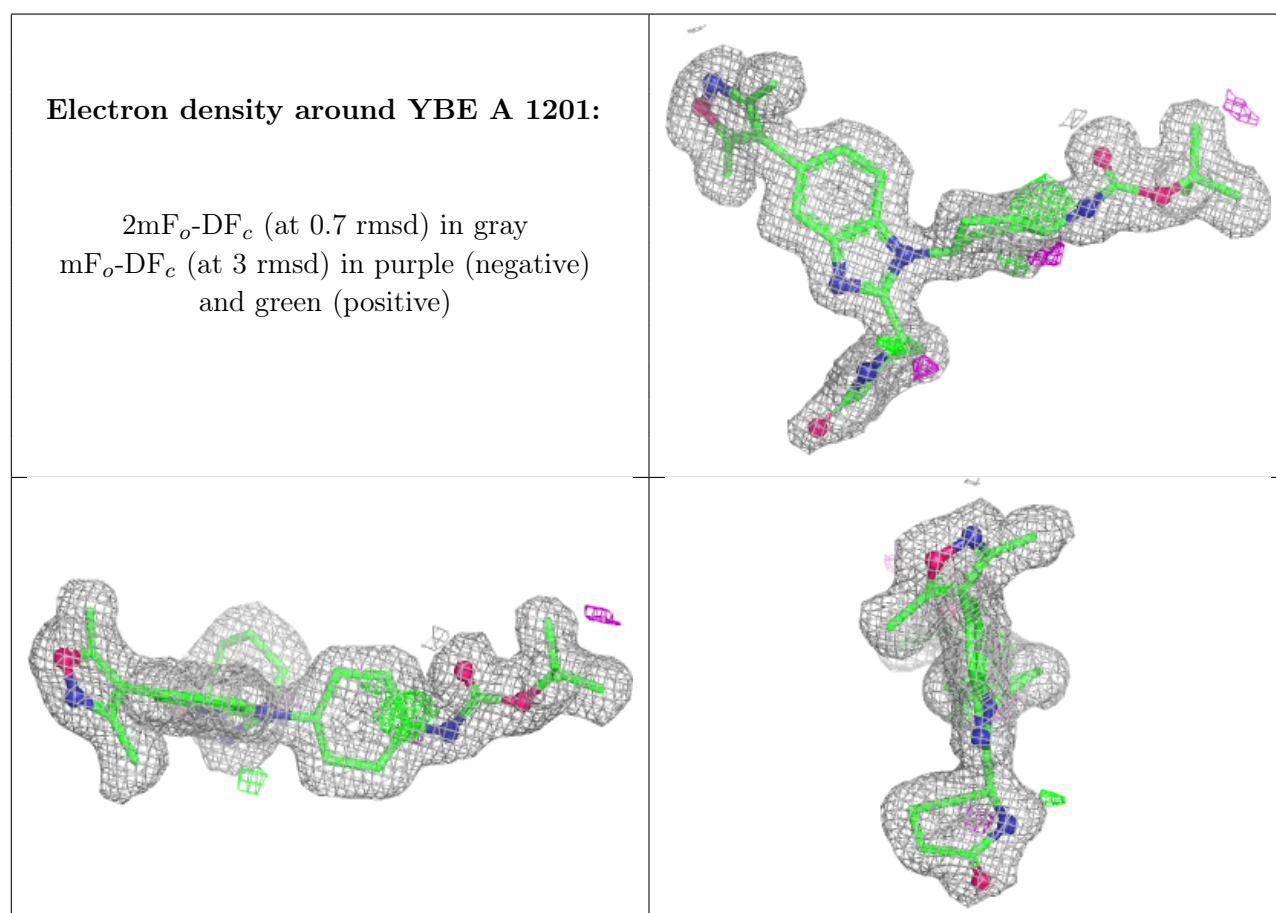 Electron density around YBE A 1201:
2mFo-DFc (at 0.7 rmsd) in gray
mFo-DFc (at 3 rmsd) in purple (negative)
and green (positive)